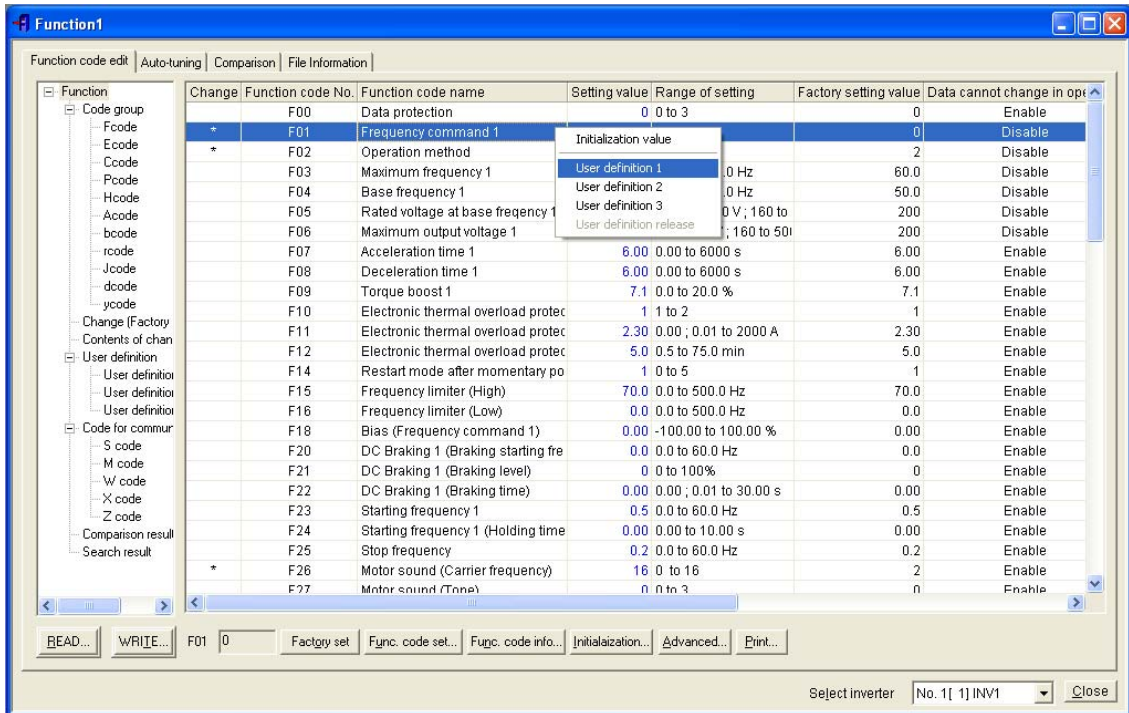 Function1
Function code edit Auto-tuning Comparison File Information
Function
Code group
Fcode
Ecode
Ccode
Pcode
Hcode
Acode
bcode
rcode
Jcode
dcode
ycode
Change (Factory
Contents of chan
User definition
User definition
User definition
User definition
Code for commun
S code
M code
W code
X code
Z code
Comparison result
Search result
Change Function code No. Function code name Setting value Range of setting Factory setting value Data cannot change in ope
F00 Data protection 0 0 to 3 0 Enable
* F01 Frequency command 1 0 Disable
* F02 Operation method 2 Disable
F03 Maximum frequency 1 .0 Hz 60.0 Disable
F04 Base frequency 1 .0 Hz 50.0 Disable
F05 Rated voltage at base freqency 1 0 V ; 160 to 200 Disable
F06 Maximum output voltage 1 ; 160 to 50 200 Disable
F07 Acceleration time 1 6.00 0.00 to 6000 s 6.00 Enable
F08 Deceleration time 1 6.00 0.00 to 6000 s 6.00 Enable
F09 Torque boost 1 7.1 0.0 to 20.0 % 7.1 Enable
F10 Electronic thermal overload protec 1 1 to 2 1 Enable
F11 Electronic thermal overload protec 2.30 0.00 ; 0.01 to 2000 A 2.30 Enable
F12 Electronic thermal overload protec 5.0 0.5 to 75.0 min 5.0 Enable
F14 Restart mode after momentary po 1 0 to 5 1 Enable
F15 Frequency limiter (High) 70.0 0.0 to 500.0 Hz 70.0 Enable
F16 Frequency limiter (Low) 0.0 0.0 to 500.0 Hz 0.0 Enable
F18 Bias (Frequency command 1) 0.00 -100.00 to 100.00 % 0.00 Enable
F20 DC Braking 1 (Braking starting fre 0.0 0.0 to 60.0 Hz 0.0 Enable
F21 DC Braking 1 (Braking level) 0 0 to 100% 0 Enable
F22 DC Braking 1 (Braking time) 0.00 0.00 ; 0.01 to 30.00 s 0.00 Enable
F23 Starting frequency 1 0.5 0.0 to 60.0 Hz 0.5 Enable
F24 Starting frequency 1 (Holding time 0.00 0.00 to 10.00 s 0.00 Enable
F25 Stop frequency 0.2 0.0 to 60.0 Hz 0.2 Enable
* F26 Motor sound (Carrier frequency) 16 0 to 16 2 Enable
F27 Motor sound (Tone) 0 0 to 3 0 Enable
Initialization value
User definition 1
User definition 2
User definition 3
User definition release
READ... WRITE... F01 0 Factory set Func. code set... Func. code info... Initialaization... Advanced... Print...
Select inverter No. 1[ 1] INV1 Close